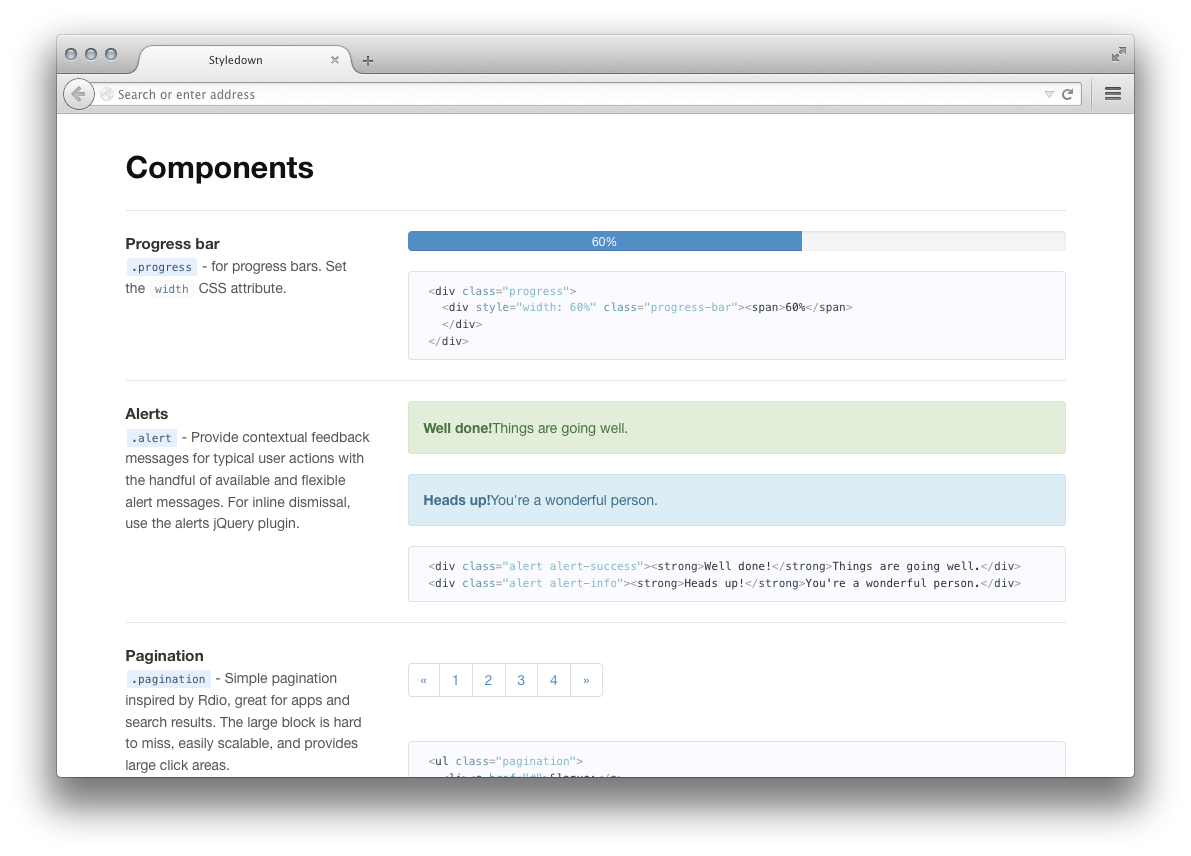 Styledown
Search or enter address
Components
Progress bar
.progress - for progress bars. Set
the width CSS attribute.
60%
<div class="progress">
  <div style="width: 60%" class="progress-bar"><span>60%</span>
  </div>
</div>
Alerts
.alert - Provide contextual feedback
messages for typical user actions with
the handful of available and flexible
alert messages. For inline dismissal,
use the alerts jQuery plugin.
Well done!Things are going well.
Heads up!You're a wonderful person.
<div class="alert alert-success"><strong>Well done!</strong>Things are going well.</div>
<div class="alert alert-info"><strong>Heads up!</strong>You're a wonderful person.</div>
Pagination
.pagination - Simple pagination
inspired by Rdio, great for apps and
search results. The large block is hard
to miss, easily scalable, and provides
large click areas.
« 1 2 3 4 »
<ul class="pagination">